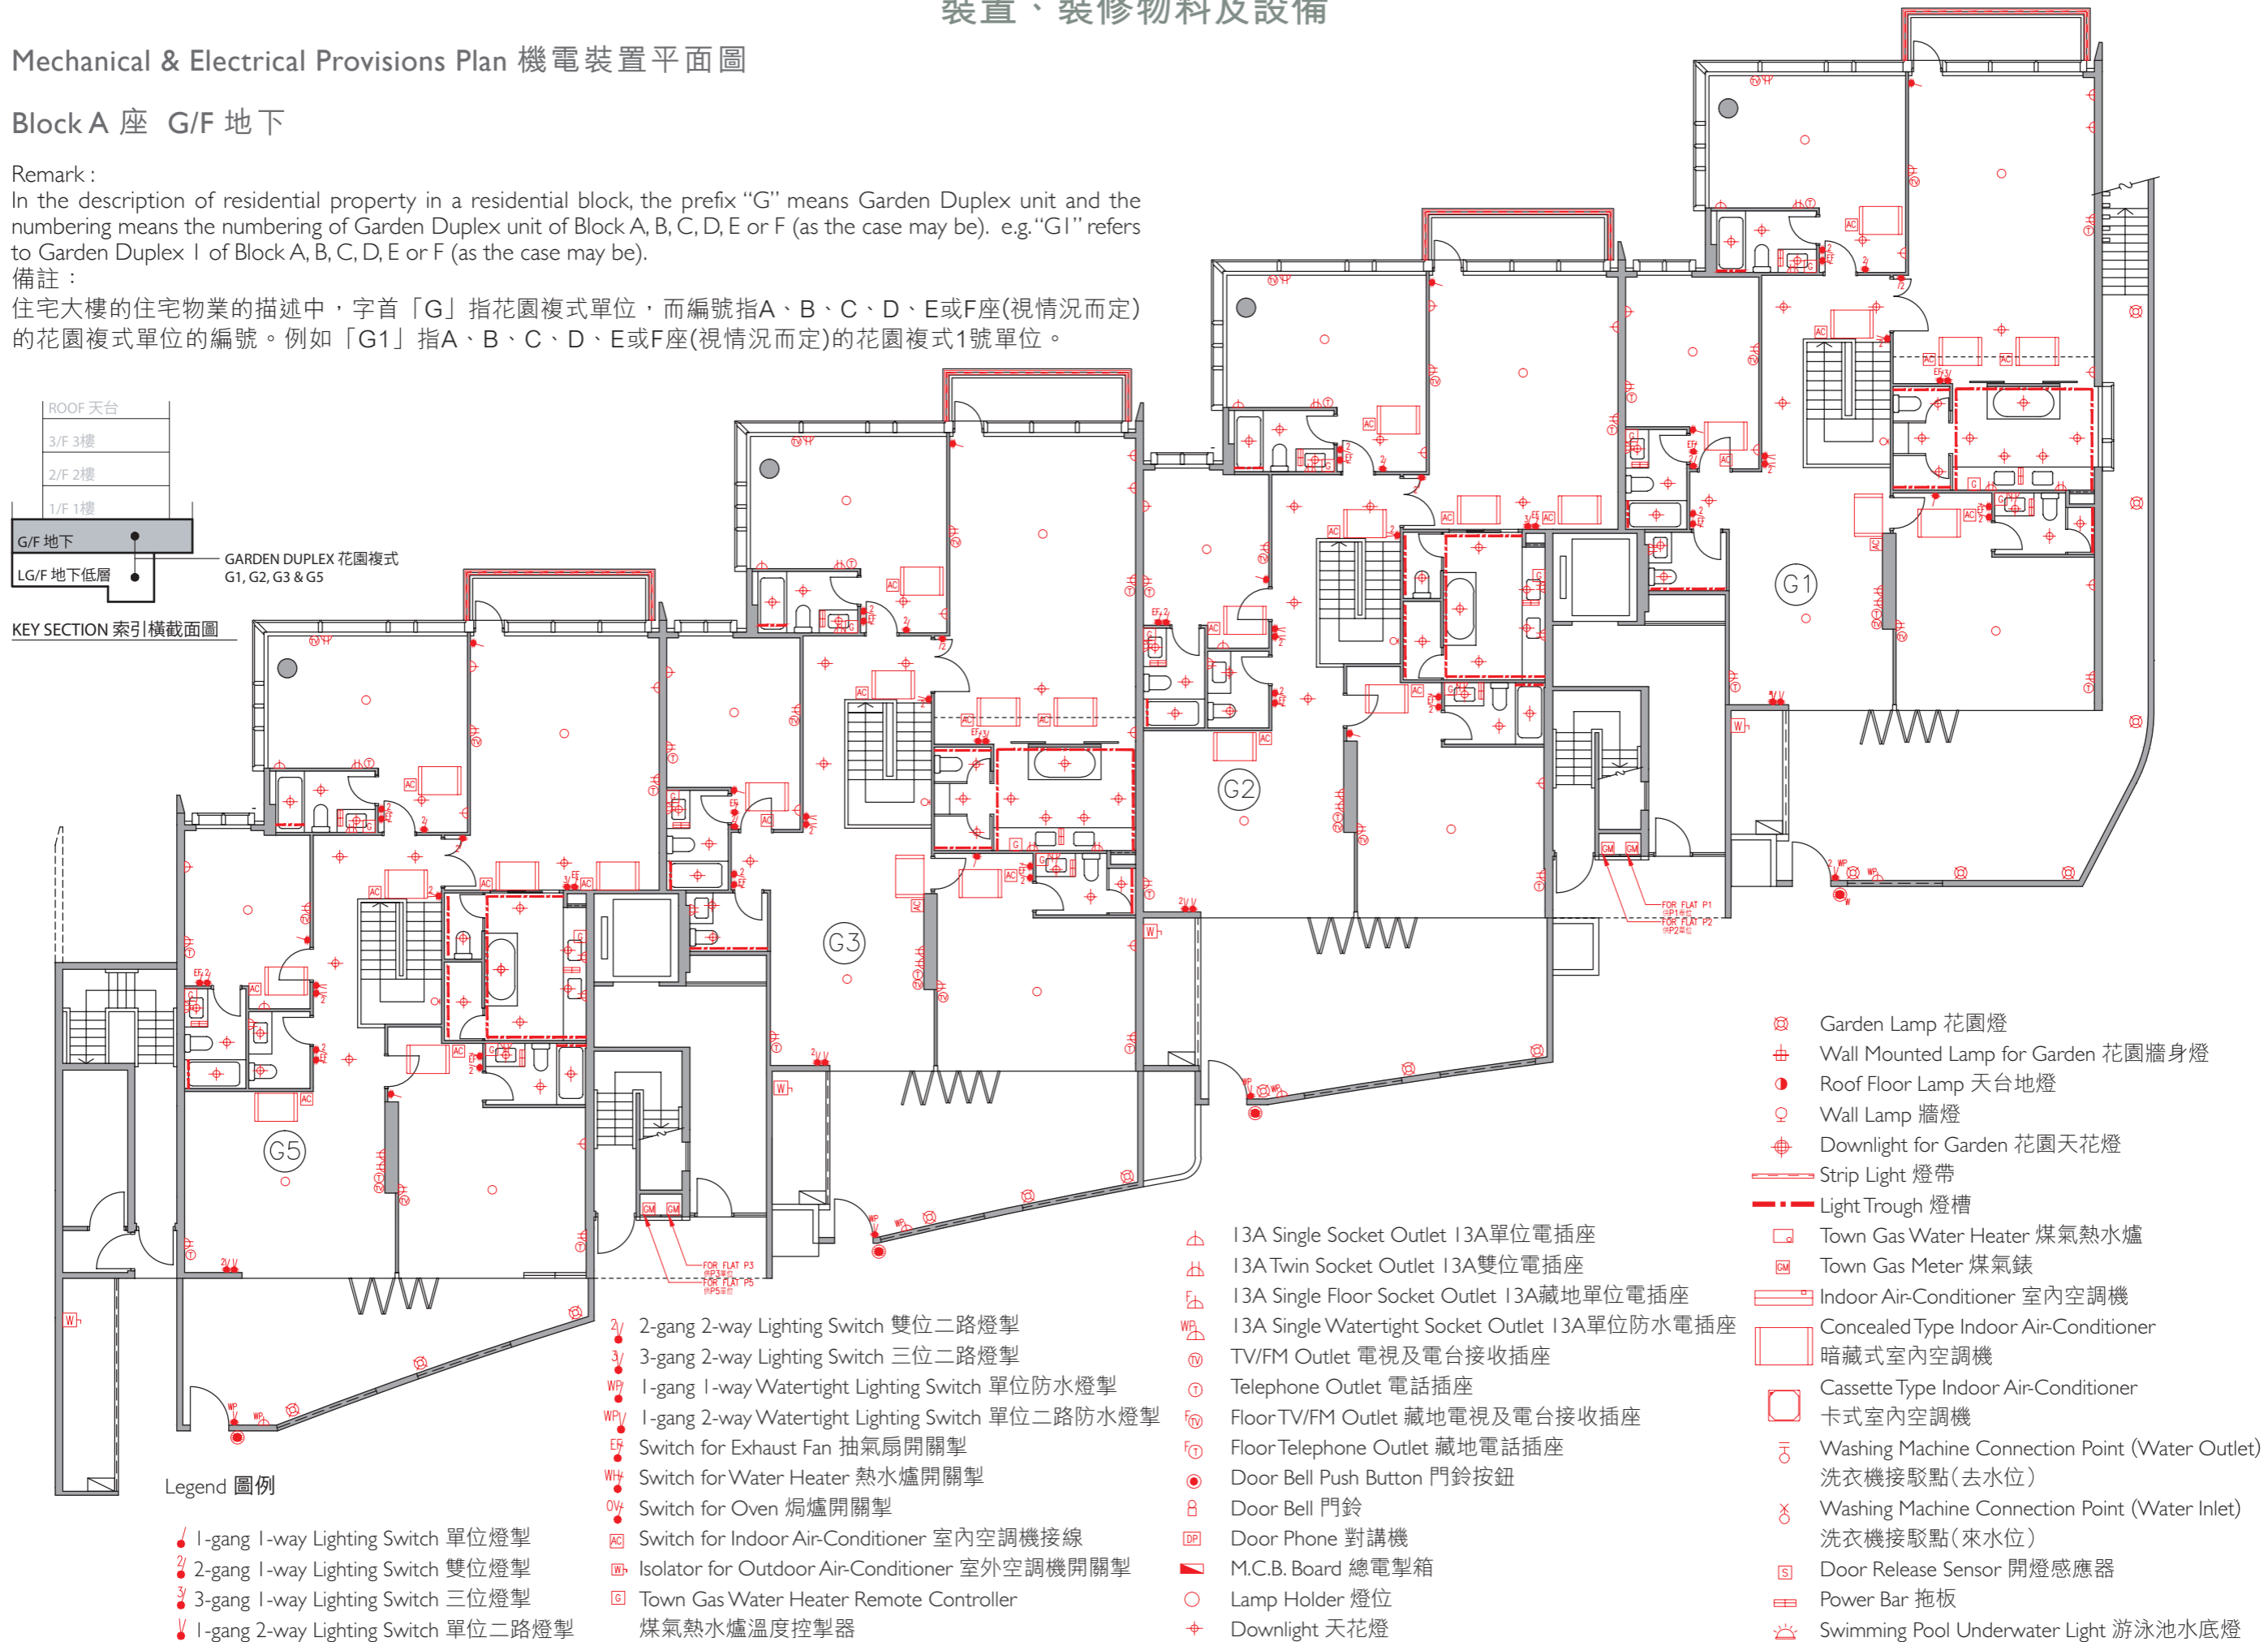 裝置、裝修物料及設備
Mechanical & Electrical Provisions Plan 機電裝置平面圖
Block A 座 G/F 地下
Remark :
In the description of residential property in a residential block, the prefix “G” means Garden Duplex unit and the
numbering means the numbering of Garden Duplex unit of Block A, B, C, D, E or F (as the case may be). e.g. “G1” refers
to Garden Duplex 1 of Block A, B, C, D, E or F (as the case may be).
備註：
住宅大樓的住宅物業的描述中，字首「G」指花園複式單位，而編號指A、B、C、D、E或F座(視情況而定)
的花園複式單位的編號。例如「G1」指A、B、C、D、E或F座(視情況而定)的花園複式1號單位。
ROOF 天台
3/F 3樓
2/F 2樓
1/F 1樓
G/F 地下
LG/F 地下低層
GARDEN DUPLEX 花園複式
G1, G2, G3 & G5
KEY SECTION 索引橫截面圖
G1
G2
G3
G5
FOR FLAT P1
供P1單位
FOR FLAT P2
供P2單位
FOR FLAT P3
供P3單位
FOR FLAT P5
供P5單位
Legend 圖例
1-gang 1-way Lighting Switch 單位燈掣
2-gang 1-way Lighting Switch 雙位燈掣
3-gang 1-way Lighting Switch 三位燈掣
1-gang 2-way Lighting Switch 單位二路燈掣
2-gang 2-way Lighting Switch 雙位二路燈掣
3-gang 2-way Lighting Switch 三位二路燈掣
1-gang 1-way Watertight Lighting Switch 單位防水燈掣
1-gang 2-way Watertight Lighting Switch 單位二路防水燈掣
Switch for Exhaust Fan 抽氣扇開關掣
Switch for Water Heater 熱水爐開關掣
Switch for Oven 焗爐開關掣
Switch for Indoor Air-Conditioner 室內空調機接線
Isolator for Outdoor Air-Conditioner 室外空調機開關掣
Town Gas Water Heater Remote Controller
煤氣熱水爐溫度控掣器
13A Single Socket Outlet 13A單位電插座
13A Twin Socket Outlet 13A雙位電插座
13A Single Floor Socket Outlet 13A藏地單位電插座
13A Single Watertight Socket Outlet 13A單位防水電插座
TV/FM Outlet 電視及電台接收插座
Telephone Outlet 電話插座
Floor TV/FM Outlet 藏地電視及電台接收插座
Floor Telephone Outlet 藏地電話插座
Door Bell Push Button 門鈴按鈕
Door Bell 門鈴
Door Phone 對講機
M.C.B. Board 總電掣箱
Lamp Holder 燈位
Downlight 天花燈
Garden Lamp 花園燈
Wall Mounted Lamp for Garden 花園牆身燈
Roof Floor Lamp 天台地燈
Wall Lamp 牆燈
Downlight for Garden 花園天花燈
Strip Light 燈帶
Light Trough 燈槽
Town Gas Water Heater 煤氣熱水爐
Town Gas Meter 煤氣錶
Indoor Air-Conditioner 室內空調機
Concealed Type Indoor Air-Conditioner
暗藏式室內空調機
Cassette Type Indoor Air-Conditioner
卡式室內空調機
Washing Machine Connection Point (Water Outlet)
洗衣機接駁點(去水位)
Washing Machine Connection Point (Water Inlet)
洗衣機接駁點(來水位)
Door Release Sensor 開燈感應器
Power Bar 拖板
Swimming Pool Underwater Light 游泳池水底燈